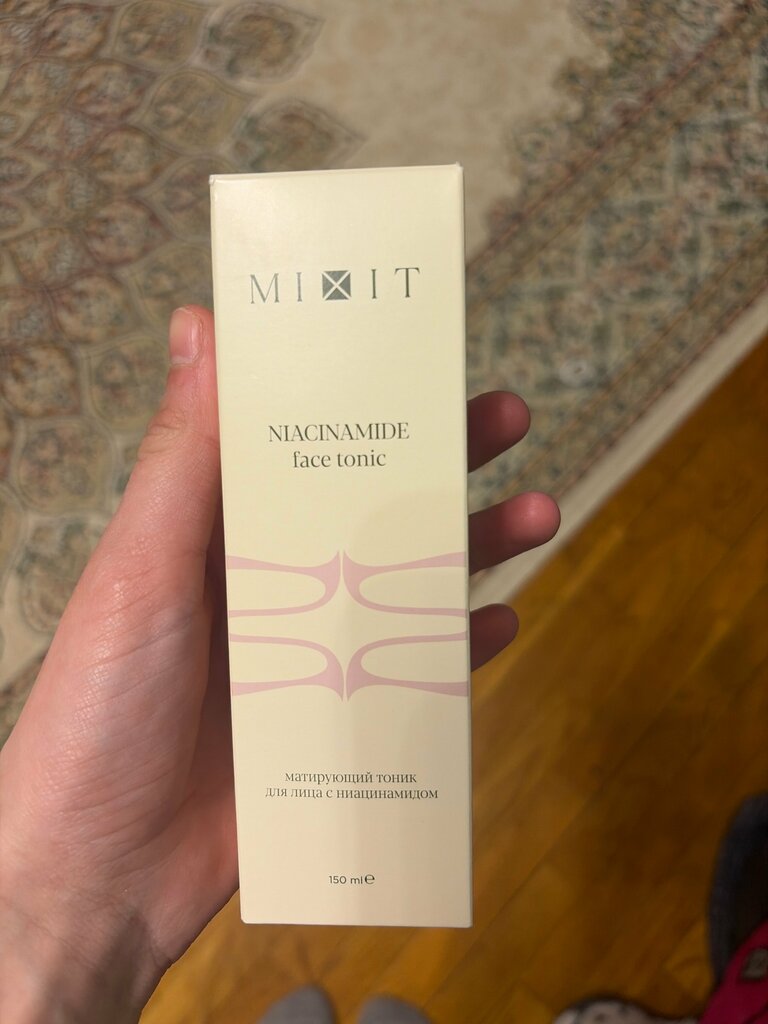 MIXIT
NIACINAMIDE
face tonic
матирующий тоник
для лица с ниацинамидом
150 ml℮